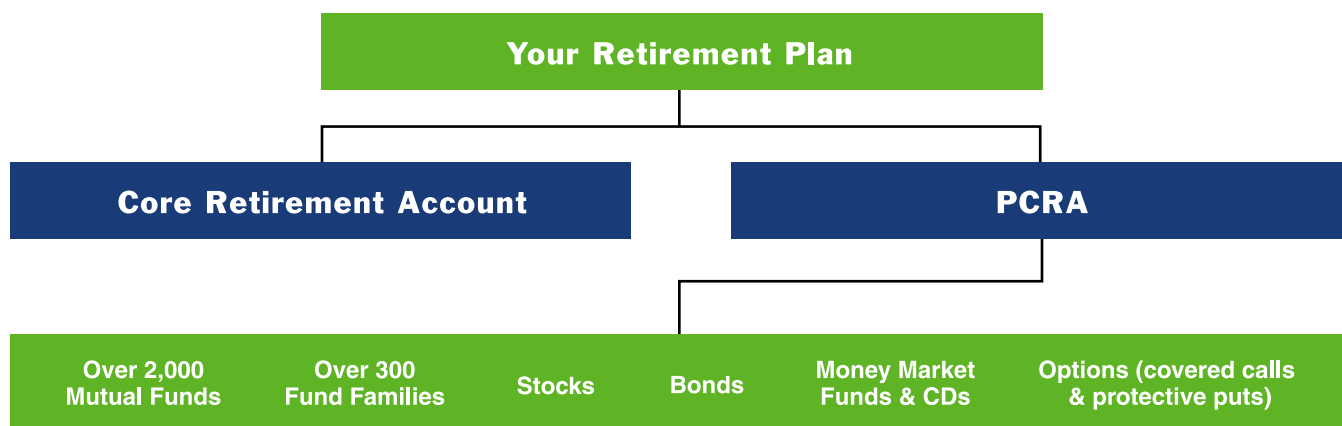 Your Retirement Plan
Core Retirement Account
PCRA
Over 2,000
Mutual Funds
Over 300
Fund Families
Stocks
Bonds
Money Market
Funds & CDs
Options (covered calls
& protective puts)